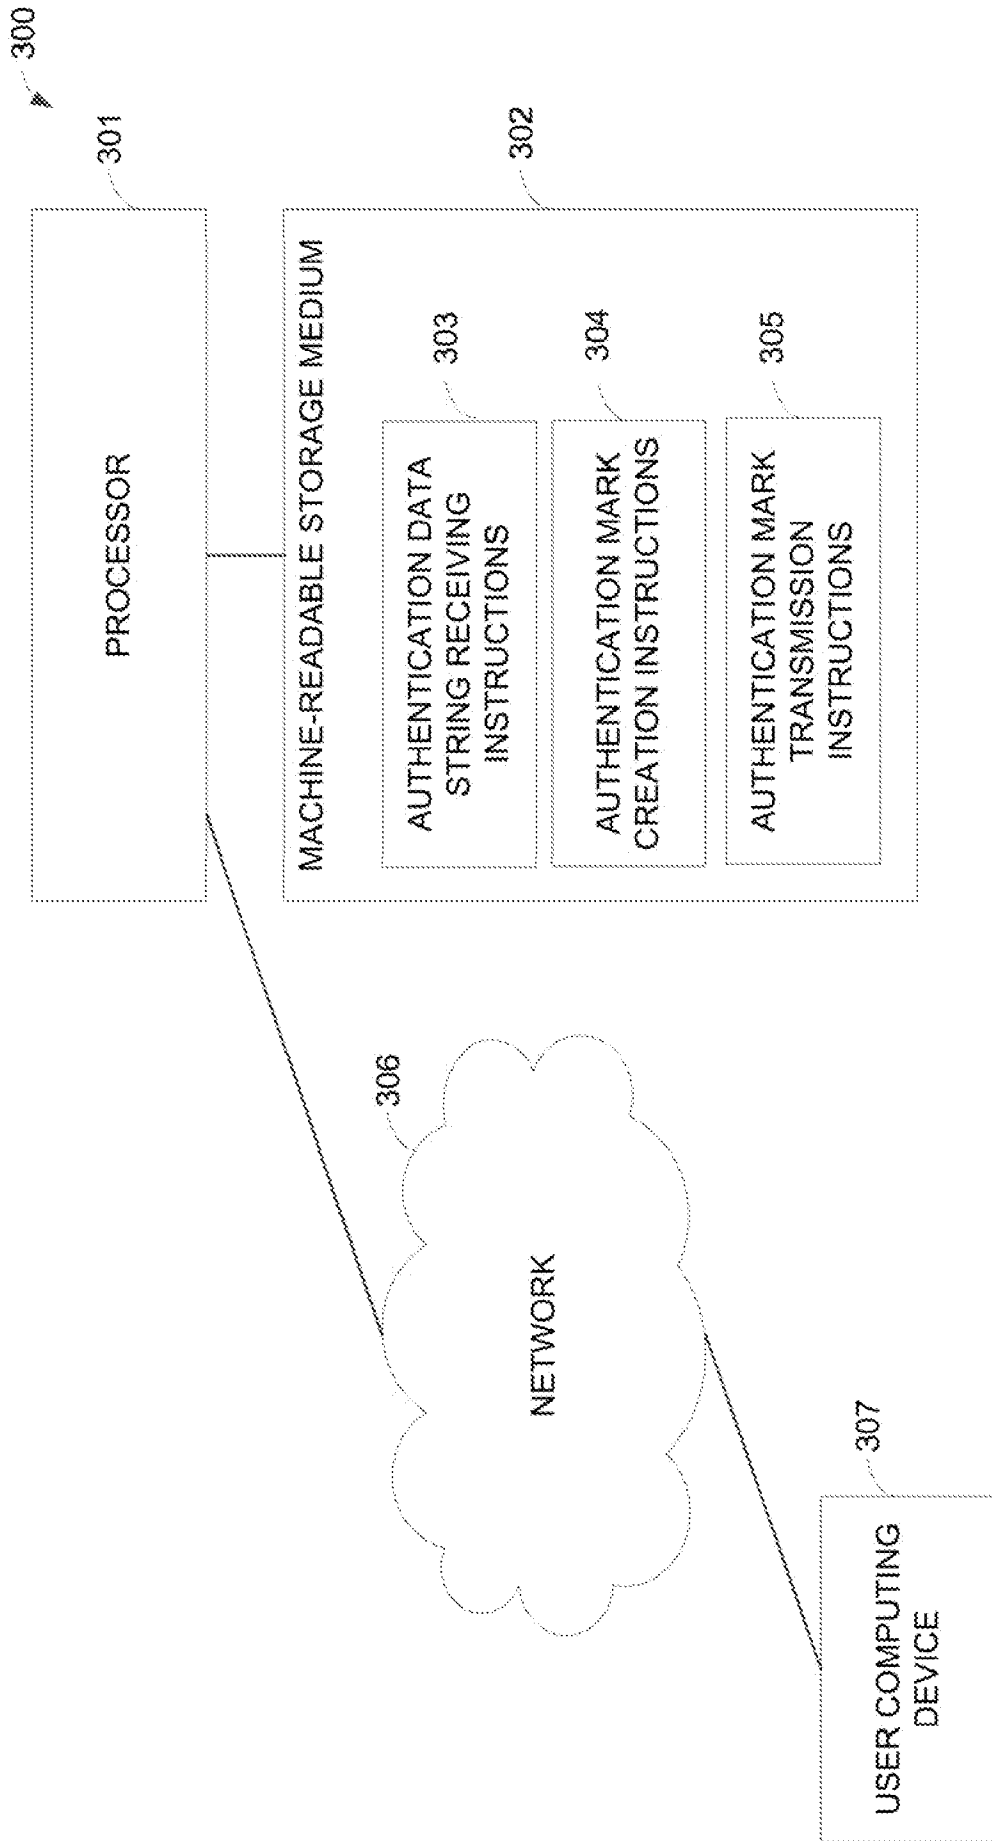 300
301
PROCESSOR
302
MACHINE-READABLE STORAGE MEDIUM
303
AUTHENTICATION DATA
STRING RECEIVING
INSTRUCTIONS
304
AUTHENTICATION MARK
CREATION INSTRUCTIONS
305
AUTHENTICATION MARK
TRANSMISSION
INSTRUCTIONS
306
NETWORK
307
USER COMPUTING
DEVICE